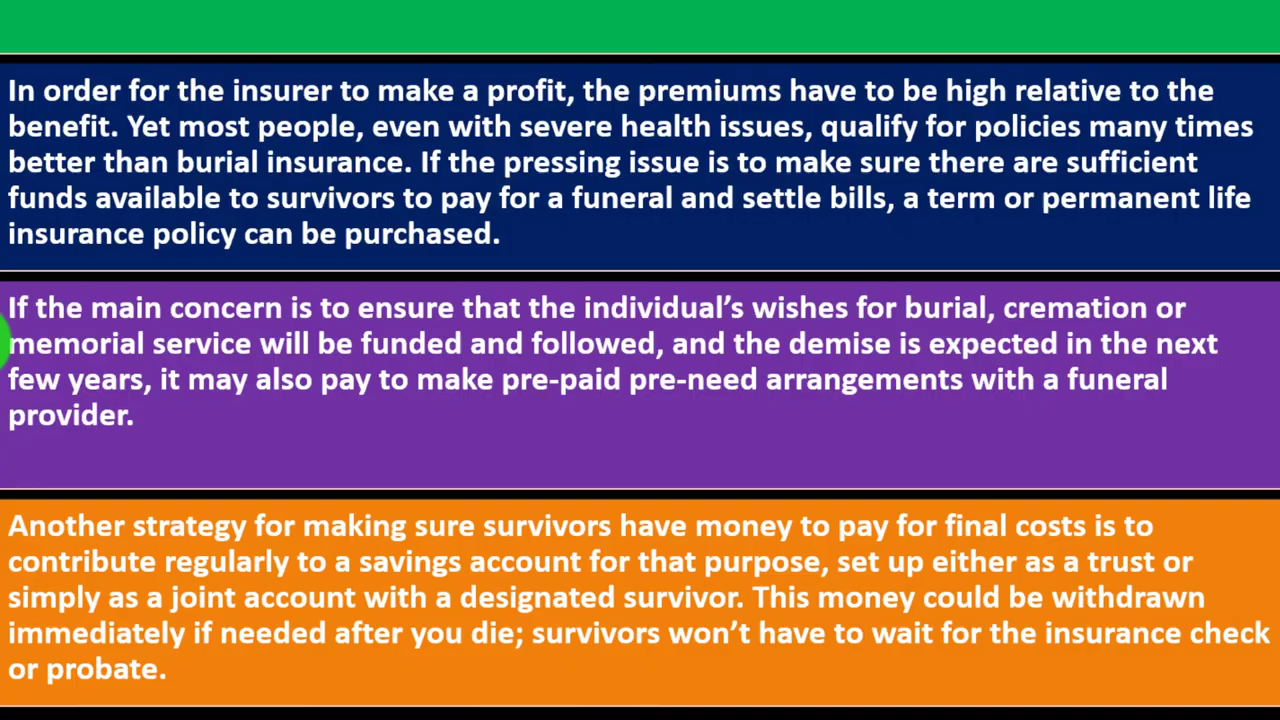 In order for the insurer to make a profit, the premiums have to be high relative to the
benefit. Yet most people, even with severe health issues, qualify for policies many times
better than burial insurance. If the pressing issue is to make sure there are sufficient
funds available to survivors to pay for a funeral and settle bills, a term or permanent life
insurance policy can be purchased.
If the main concern is to ensure that the individual’s wishes for burial, cremation or
memorial service will be funded and followed, and the demise is expected in the next
few years, it may also pay to make pre-paid pre-need arrangements with a funeral
provider.
Another strategy for making sure survivors have money to pay for final costs is to
contribute regularly to a savings account for that purpose, set up either as a trust or
simply as a joint account with a designated survivor. This money could be withdrawn
immediately if needed after you die; survivors won’t have to wait for the insurance check
or probate.